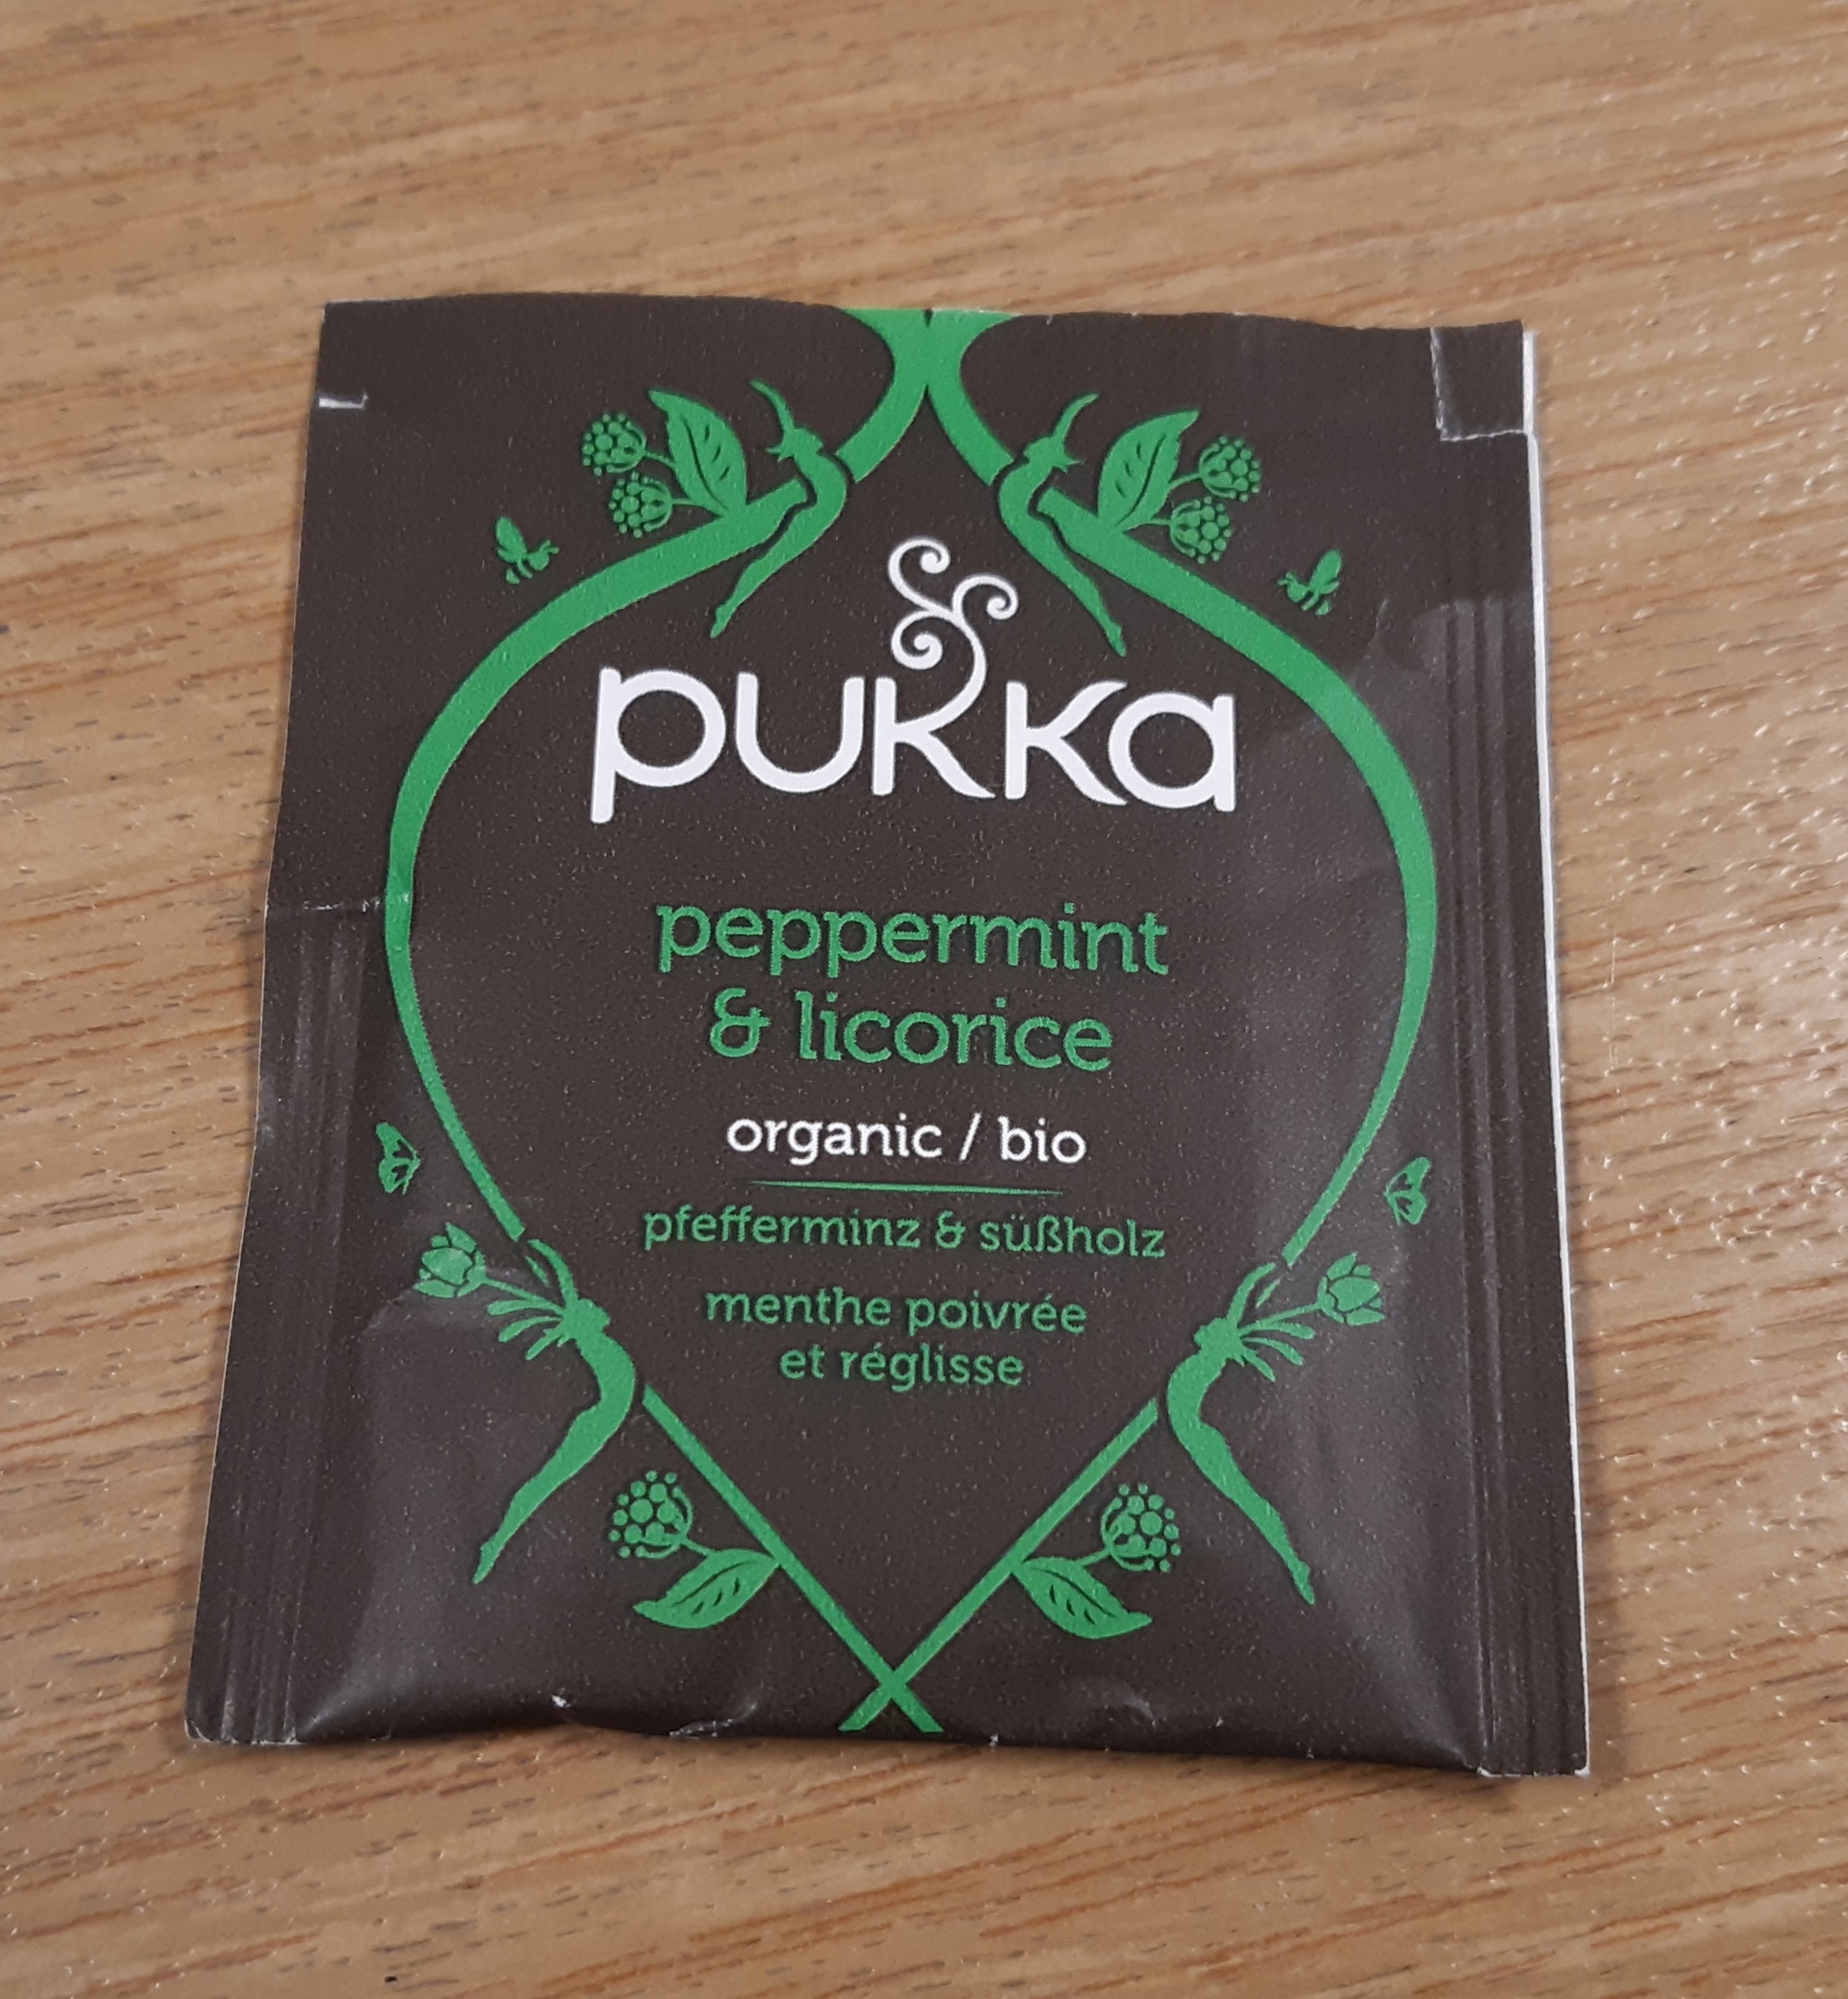 pukka
peppermint
& licorice
organic / bio
pfefferminz & süßholz
menthe poivrée
et réglisse